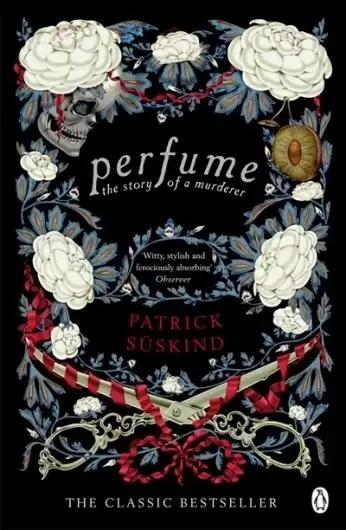 perfume
the story of a murderer
'Witty, stylish and
ferociously absorbing'
Observer
PATRICK
SÜSKIND
THE CLASSIC BESTSELLER